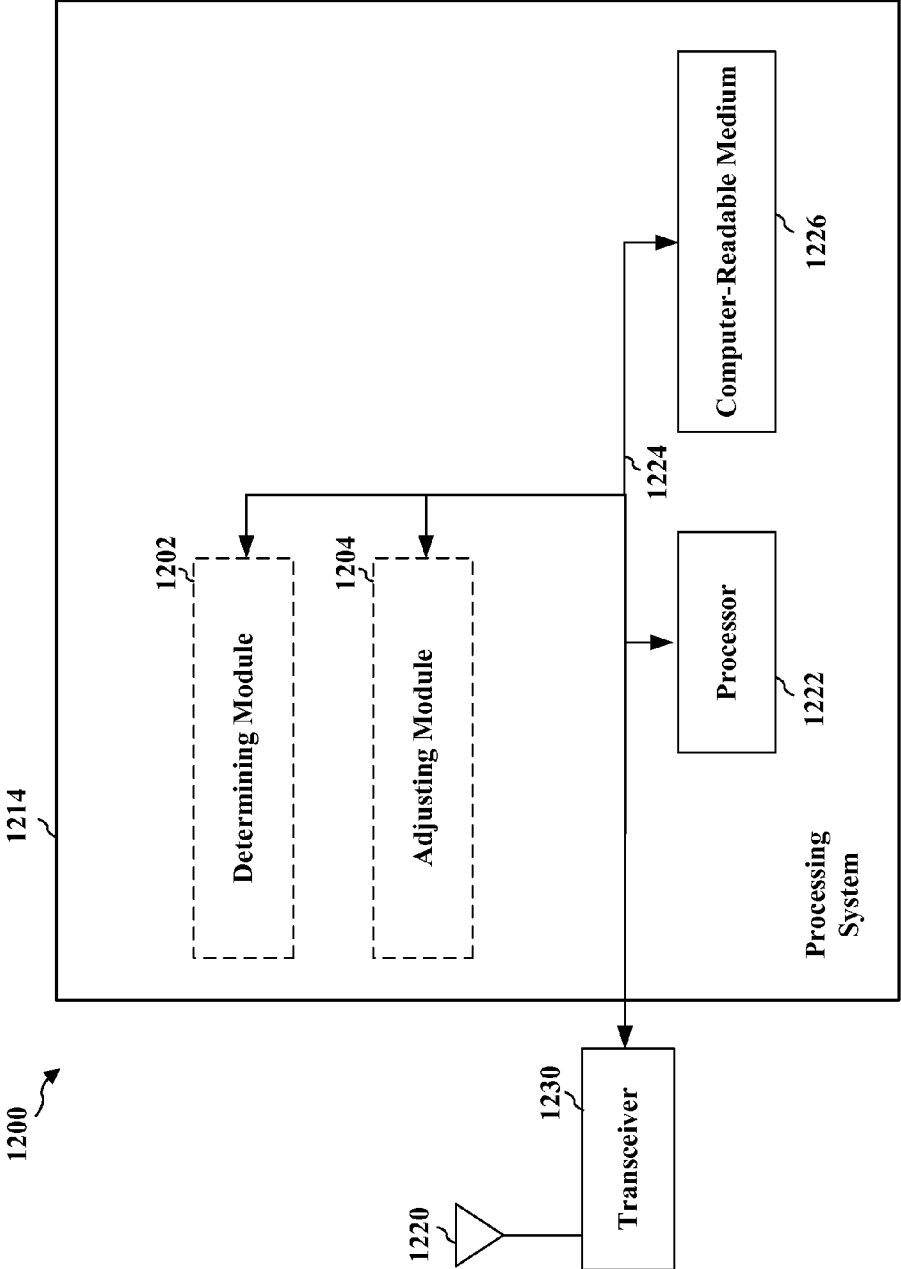 1200
1214
1202
Determining Module
1204
Adjusting Module
1220
1230
Transceiver
1224
Processor
1222
Computer-Readable Medium
1226
Processing
System